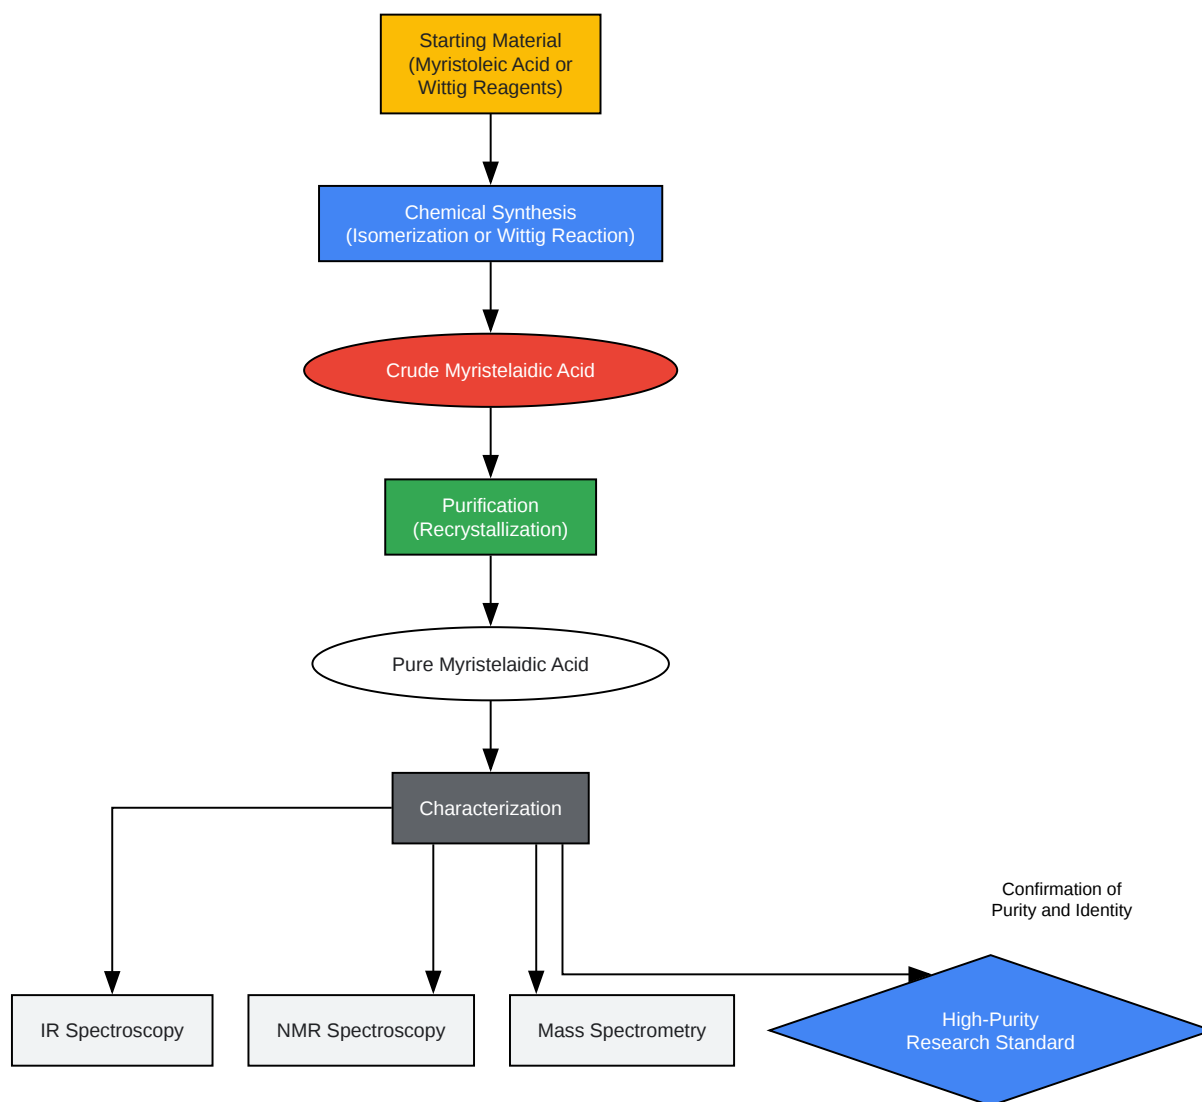 Starting Material
(Myristoleic Acid or
Wittig Reagents)
Chemical Synthesis
(Isomerization or Wittig Reaction)
Crude Myristelaidic Acid
Purification
(Recrystallization)
Pure Myristelaidic Acid
Characterization
Confirmation of
Purity and Identity
IR Spectroscopy
NMR Spectroscopy
Mass Spectrometry
High-Purity
Research Standard